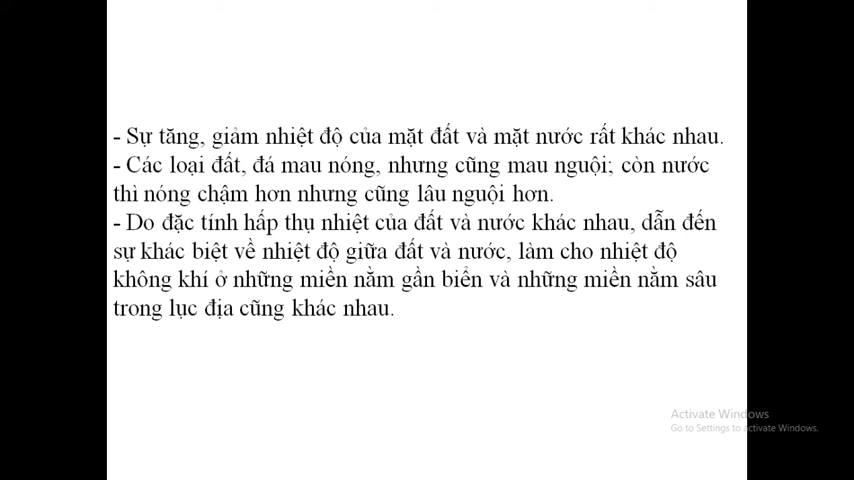 - Sự tăng, giảm nhiệt độ của mặt đất và mặt nước rất khác nhau.
- Các loại đất, đá mau nóng, nhưng cũng mau nguội; còn nước
thì nóng chậm hơn nhưng cũng lâu nguội hơn.
- Do đặc tính hấp thụ nhiệt của đất và nước khác nhau, dẫn đến
sự khác biệt về nhiệt độ giữa đất và nước, làm cho nhiệt độ
không khí ở những miền nằm gần biển và những miền nằm sâu
trong lục địa cũng khác nhau.
Activate Windows
Go to Settings to activate Windows.